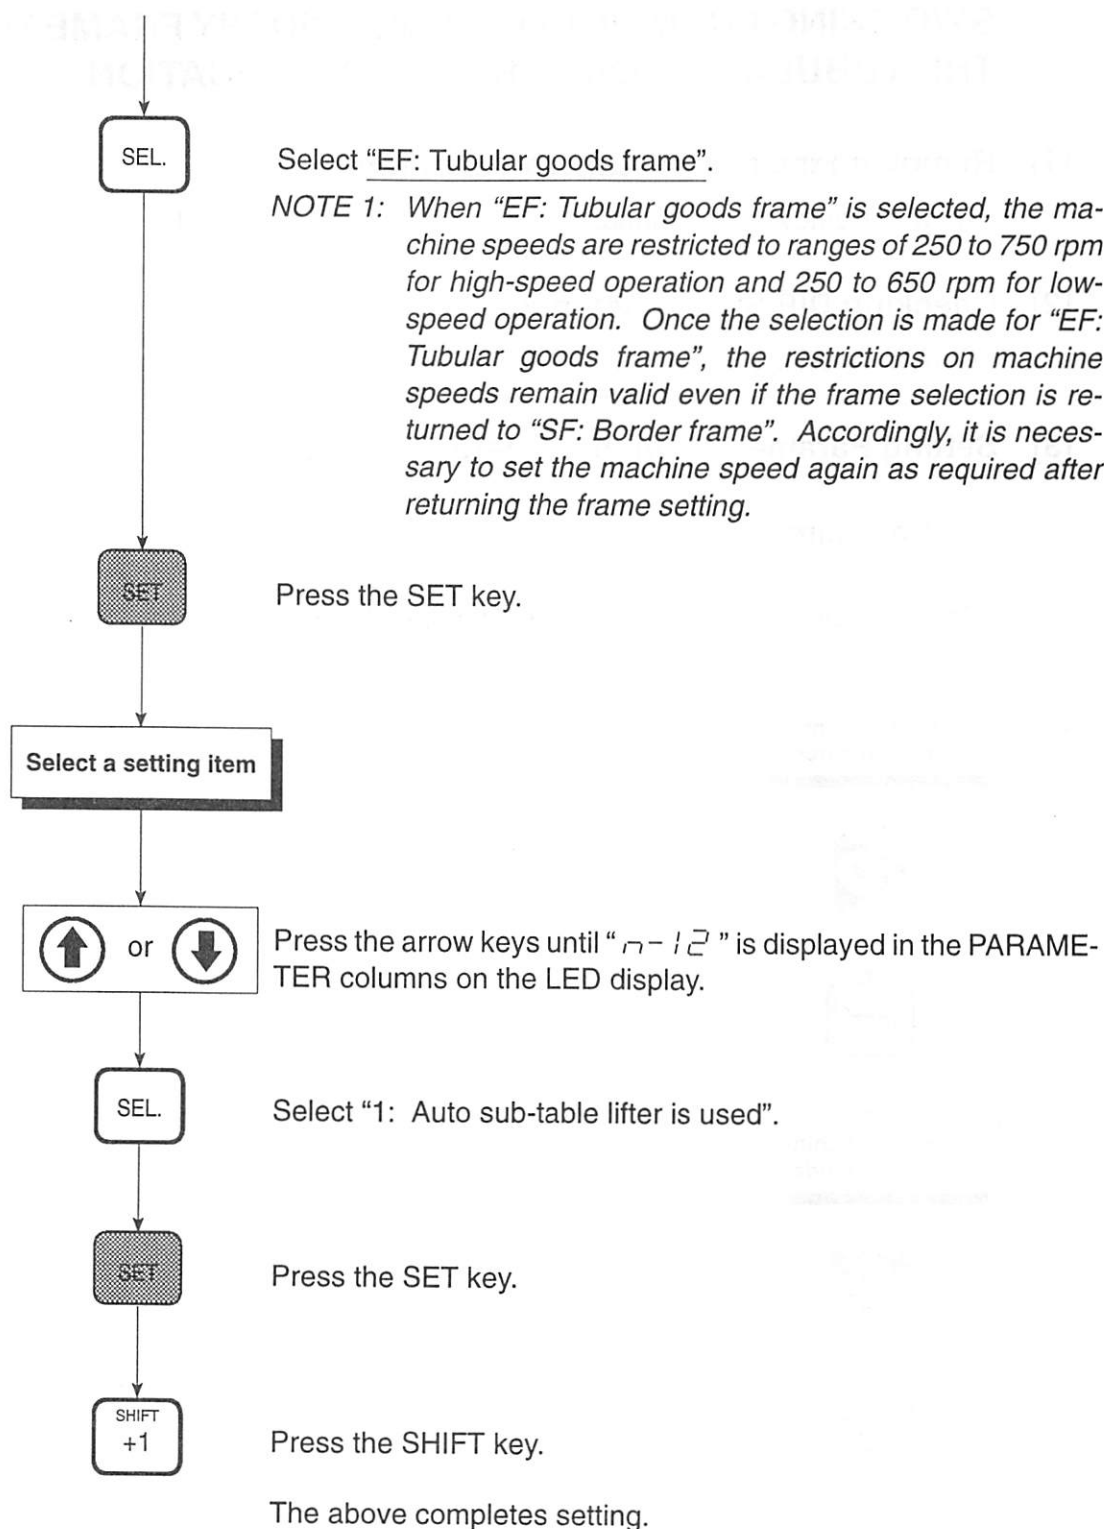 SEL.
Select “EF: Tubular goods frame”.
NOTE 1: When “EF: Tubular goods frame” is selected, the ma-
chine speeds are restricted to ranges of 250 to 750 rpm
for high-speed operation and 250 to 650 rpm for low-
speed operation. Once the selection is made for “EF:
Tubular goods frame”, the restrictions on machine
speeds remain valid even if the frame selection is re-
turned to “SF: Border frame”. Accordingly, it is neces-
sary to set the machine speed again as required after
returning the frame setting.
SET
Press the SET key.
Select a setting item
or
Press the arrow keys until “n-12” is displayed in the PARAME-
TER columns on the LED display.
SEL.
Select “1: Auto sub-table lifter is used”.
SET
Press the SET key.
SHIFT
+1
Press the SHIFT key.
The above completes setting.